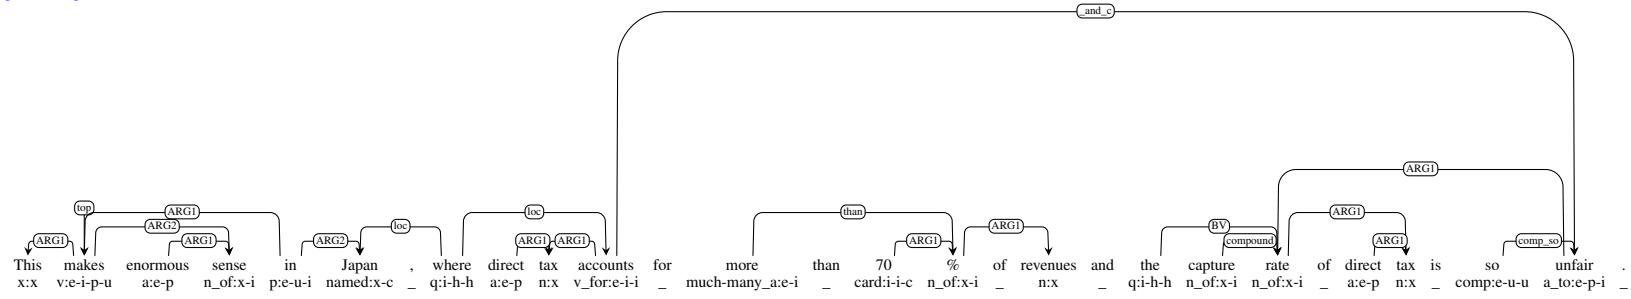 _and_c
ARG1
top ARG1 loc than ARG1
ARG2 loc ARG1 BV
ARG1 ARG1 ARG2 ARG1 ARG1 ARG1 compound ARG1 comp_so
This makes enormous sense in Japan , where direct tax accounts for more than 70 % of revenues and the capture rate of direct tax is so unfair .
x:x v:e-i-p-u a:e-p n_of:x-i p:e-u-i named:x-c _ q:i-h-h a:e-p n:x v_for:e-i-i _ much-many_a:e-i _ card:i-i-c n_of:x-i _ n:x _ q:i-h-h n_of:x-i n_of:x-i _ a:e-p n:x _ comp:e-u-u a_to:e-p-i _